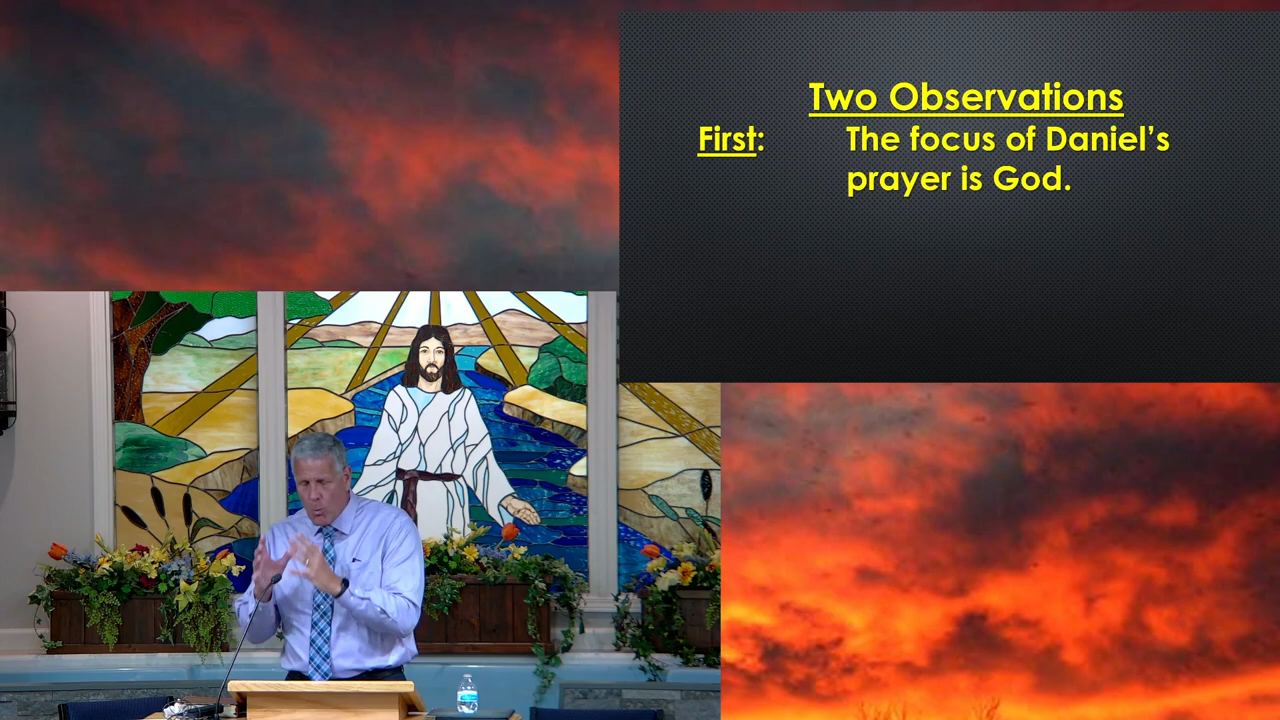 Two Observations
First: The focus of Daniel’s
prayer is God.